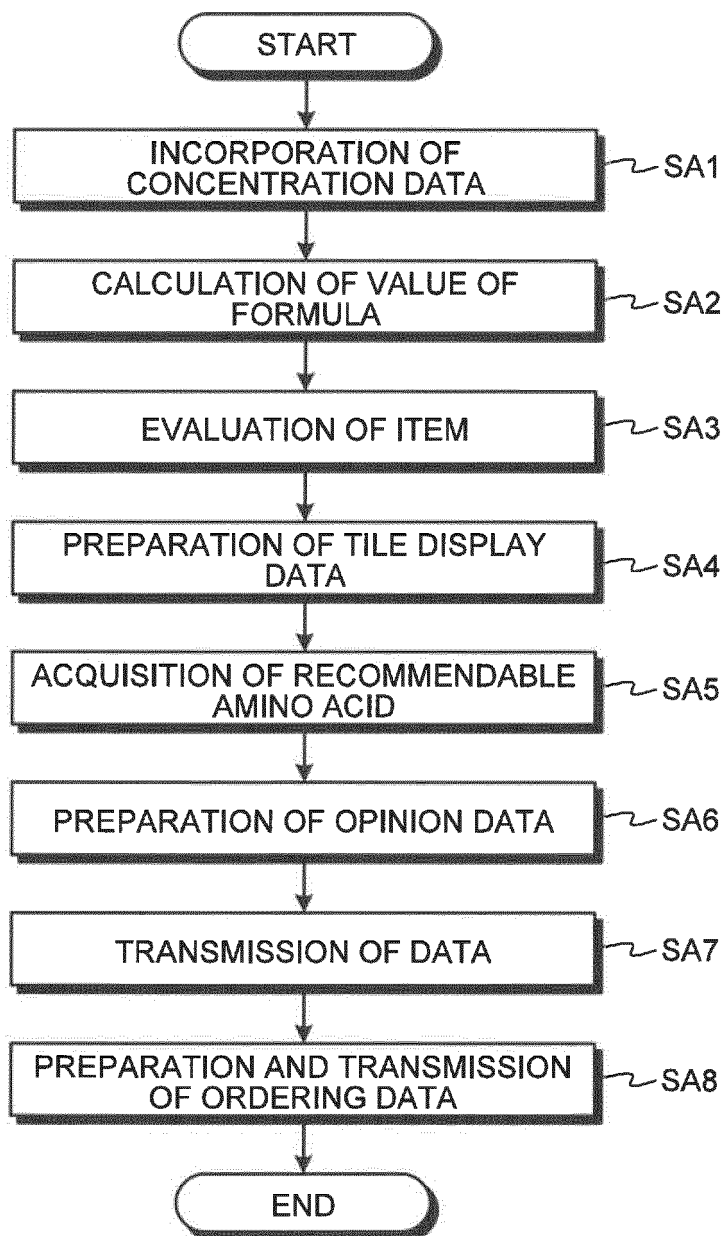 START
INCORPORATION OF
CONCENTRATION DATA
SA1
CALCULATION OF VALUE OF
FORMULA
SA2
EVALUATION OF ITEM
SA3
PREPARATION OF TILE DISPLAY
DATA
SA4
ACQUISITION OF RECOMMENDABLE
AMINO ACID
SA5
PREPARATION OF OPINION DATA
SA6
TRANSMISSION OF DATA
SA7
PREPARATION AND TRANSMISSION
OF ORDERING DATA
SA8
END